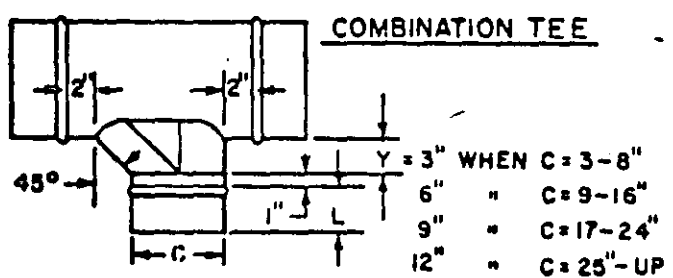 COMBINATION TEE
2" 2"
Y = 3" WHEN C = 3-8"
45° 6" " C = 9-16"
1" L 9" " C = 17-24"
C 12" " C = 25"-UP